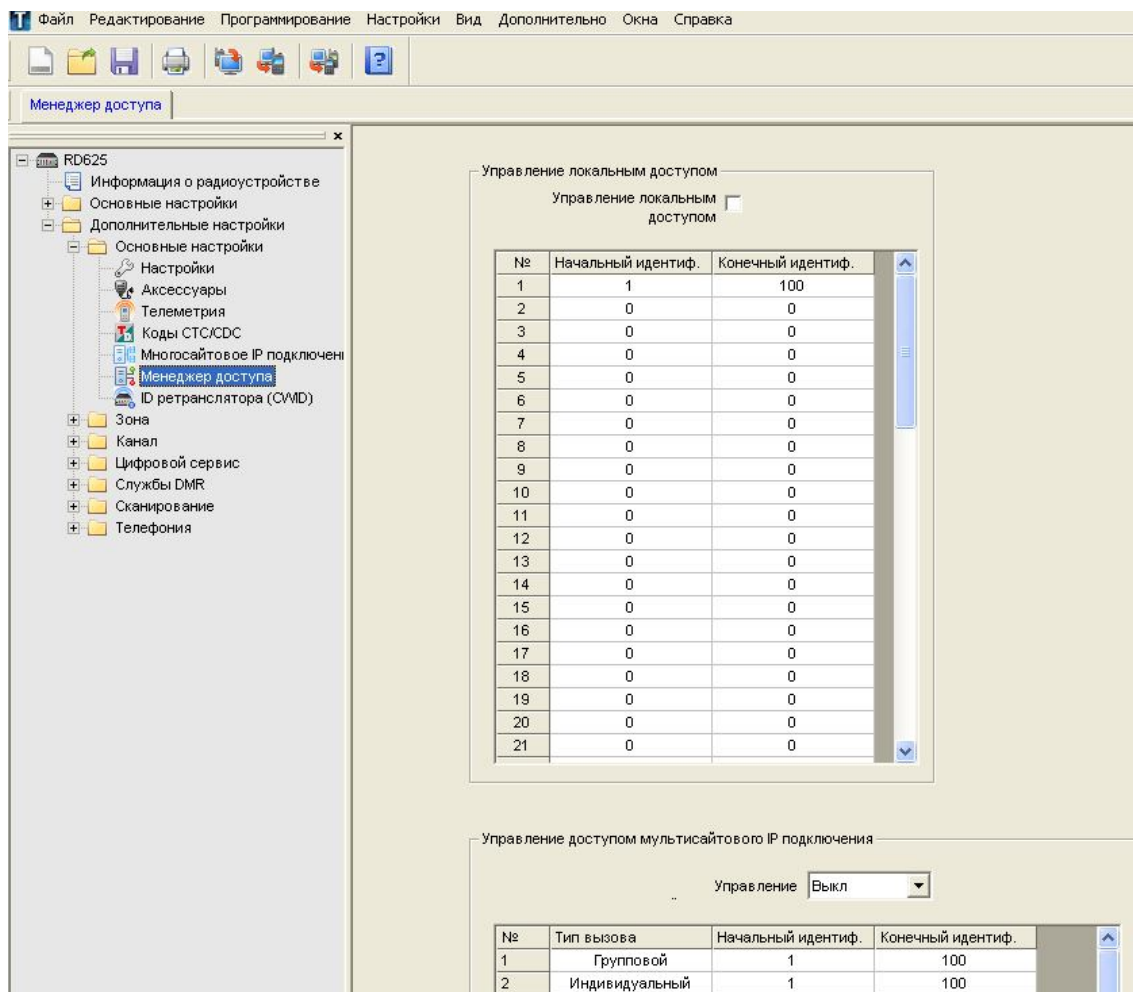 Файл Редактирование Программирование Настройки Вид Дополнительно Окна Справка
Менеджер доступа
RD625
Информация о радиоустройстве
Основные настройки
Дополнительные настройки
Основные настройки
Настройки
Аксессуары
Телеметрия
Коды CTC/CDC
Многосайтовое IP подключени
Менеджер доступа
ID ретранслятора (CWID)
Зона
Канал
Цифровой сервис
Службы DMR
Сканирование
Телефония
Управление локальным доступом
Управление локальным
доступом
№ Начальный идентиф. Конечный идентиф.
1 1 100
2 0 0
3 0 0
4 0 0
5 0 0
6 0 0
7 0 0
8 0 0
9 0 0
10 0 0
11 0 0
12 0 0
13 0 0
14 0 0
15 0 0
16 0 0
17 0 0
18 0 0
19 0 0
20 0 0
21 0 0
Управление доступом мультисайтового IP подключения
Управление Выкл
№ Тип вызова Начальный идентиф. Конечный идентиф.
1 Групповой 1 100
2 Индивидуальный 1 100